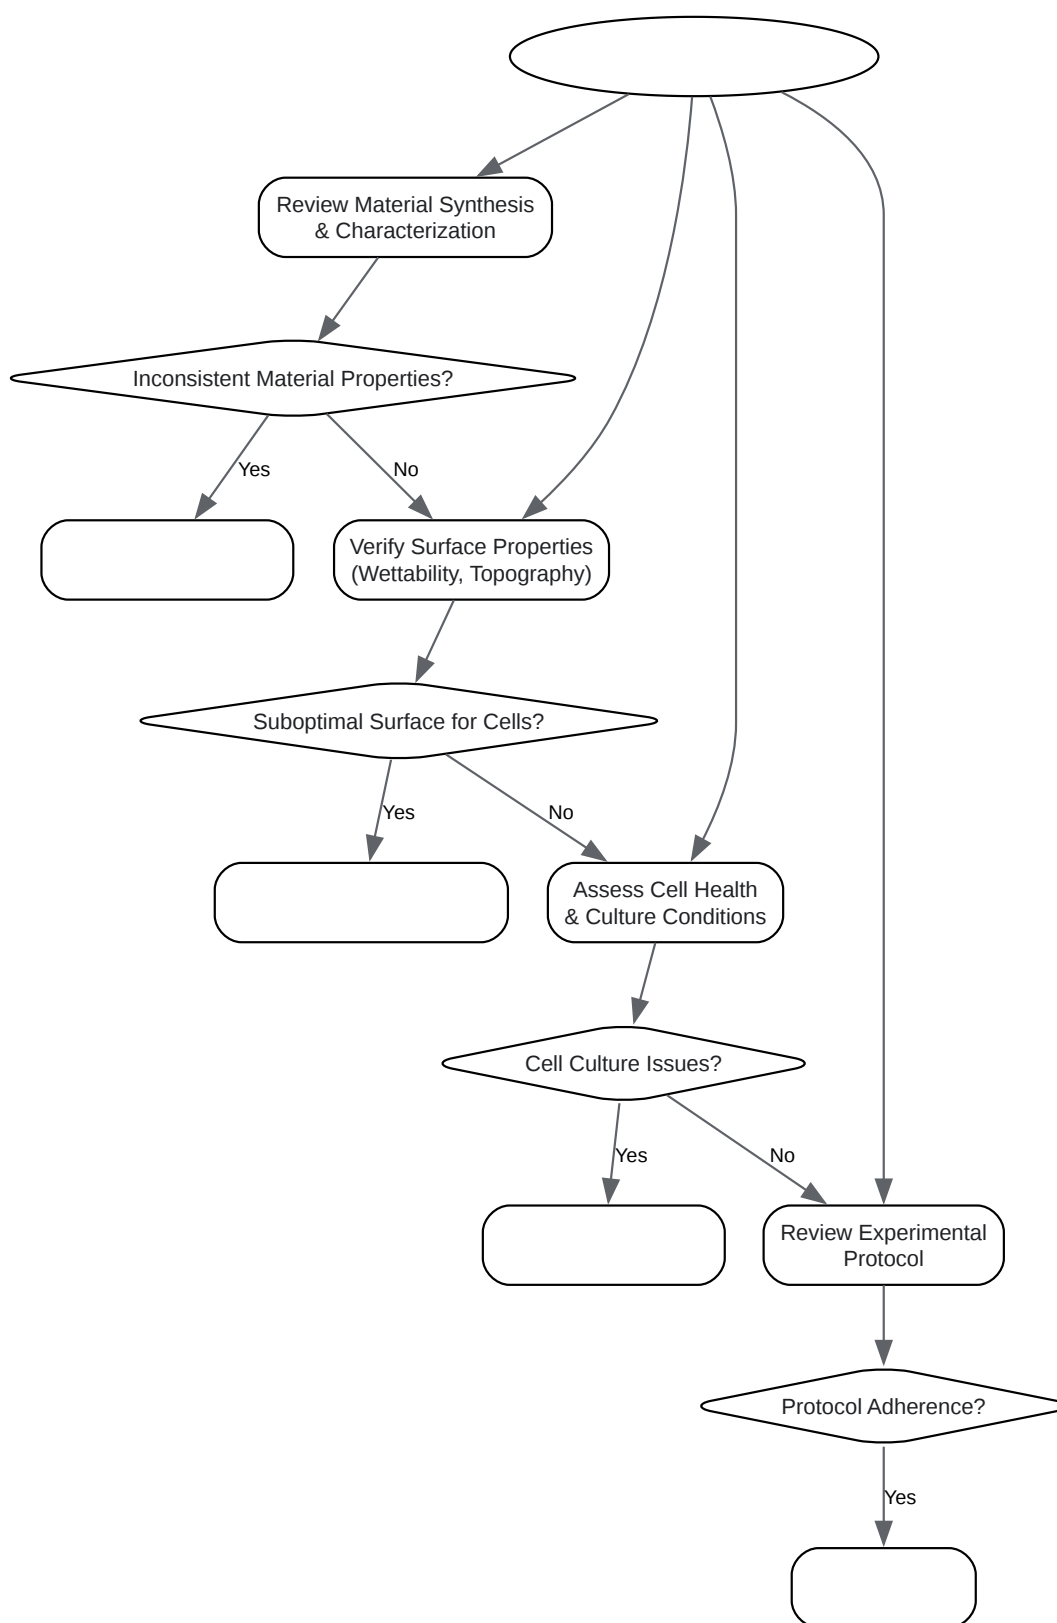 Review Material Synthesis
& Characterization
Inconsistent Material Properties?
Yes
No
Verify Surface Properties
(Wettability, Topography)
Suboptimal Surface for Cells?
Yes
No
Assess Cell Health
& Culture Conditions
Cell Culture Issues?
Yes
No
Review Experimental
Protocol
Protocol Adherence?
Yes